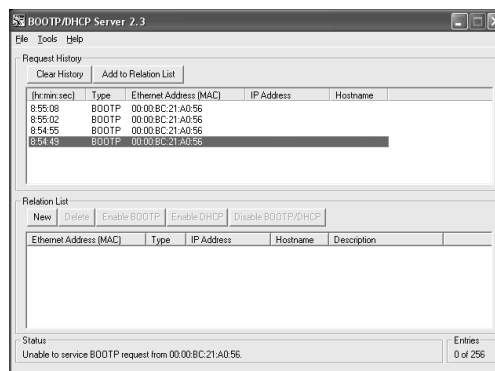 BOOTP/DHCP Server 2.3
File Tools Help
Request History
Clear History Add to Relation List
(hr:min:sec) Type Ethernet Address (MAC) IP Address Hostname
8:55:08 BOOTP 00:00:BC:21:A0:56
8:55:02 BOOTP 00:00:BC:21:A0:56
8:54:55 BOOTP 00:00:BC:21:A0:56
8:54:49 BOOTP 00:00:BC:21:A0:56
Relation List
New Delete Enable BOOTP Enable DHCP Disable BOOTP/DHCP
Ethernet Address (MAC) Type IP Address Hostname Description
Status Entries
Unable to service BOOTP request from 00:00:BC:21:A0:56. 0 of 256